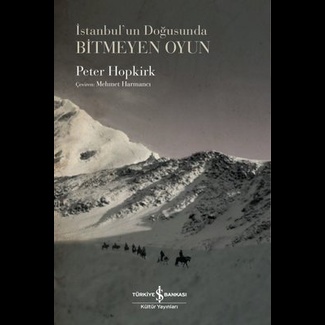 İstanbul'un Doğusunda
BİTMEYEN OYUN
Peter Hopkirk
Çeviren: Mehmet Harmancı
TÜRKİYE İŞ BANKASI
Kültür Yayınları